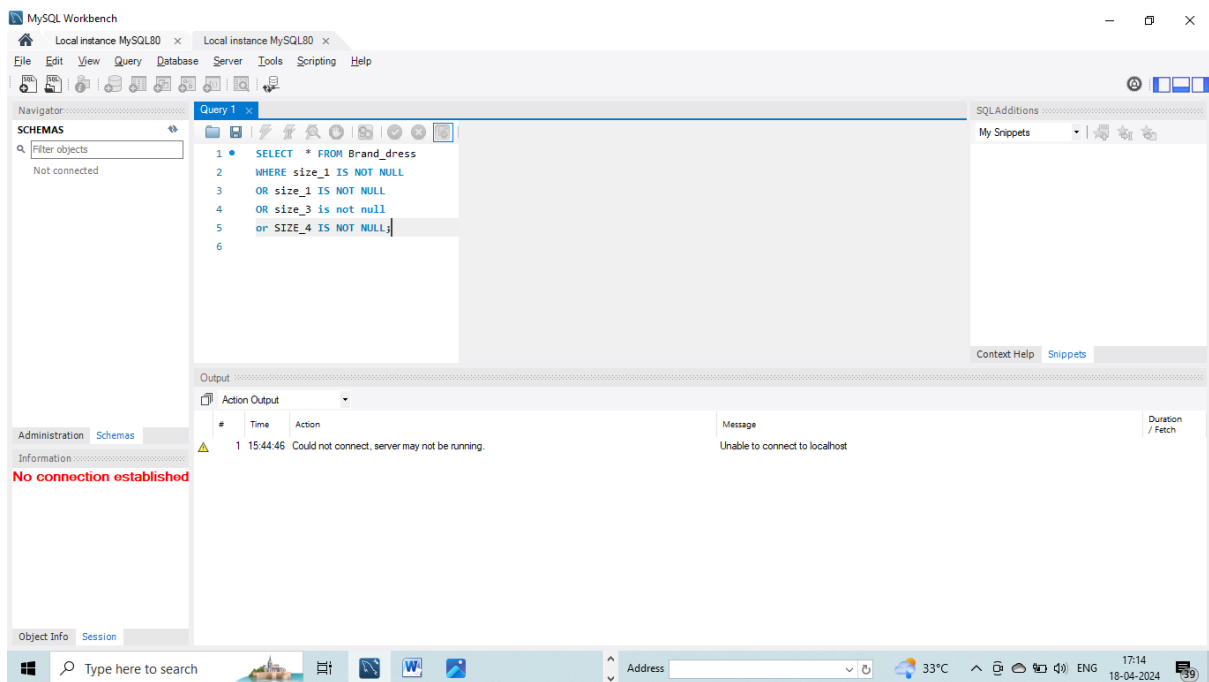 MySQL Workbench
Local instance MySQL80 × Local instance MySQL80 ×
File Edit View Query Database Server Tools Scripting Help
Navigator
SCHEMAS
Filter objects
Not connected
Administration Schemas
Information
No connection established
Object Info Session
Query 1 ×
1 SELECT * FROM Brand_dress
2 WHERE size_1 IS NOT NULL
3 OR size_1 IS NOT NULL
4 OR size_3 is not null
5 or SIZE_4 IS NOT NULL;
6
SQLAdditions
My Snippets
Context Help Snippets
Output
Action Output
# Time Action Message Duration / Fetch
1 15:44:46 Could not connect, server may not be running. Unable to connect to localhost
Type here to search
Address
33°C
ENG
17:14
18-04-2024
39